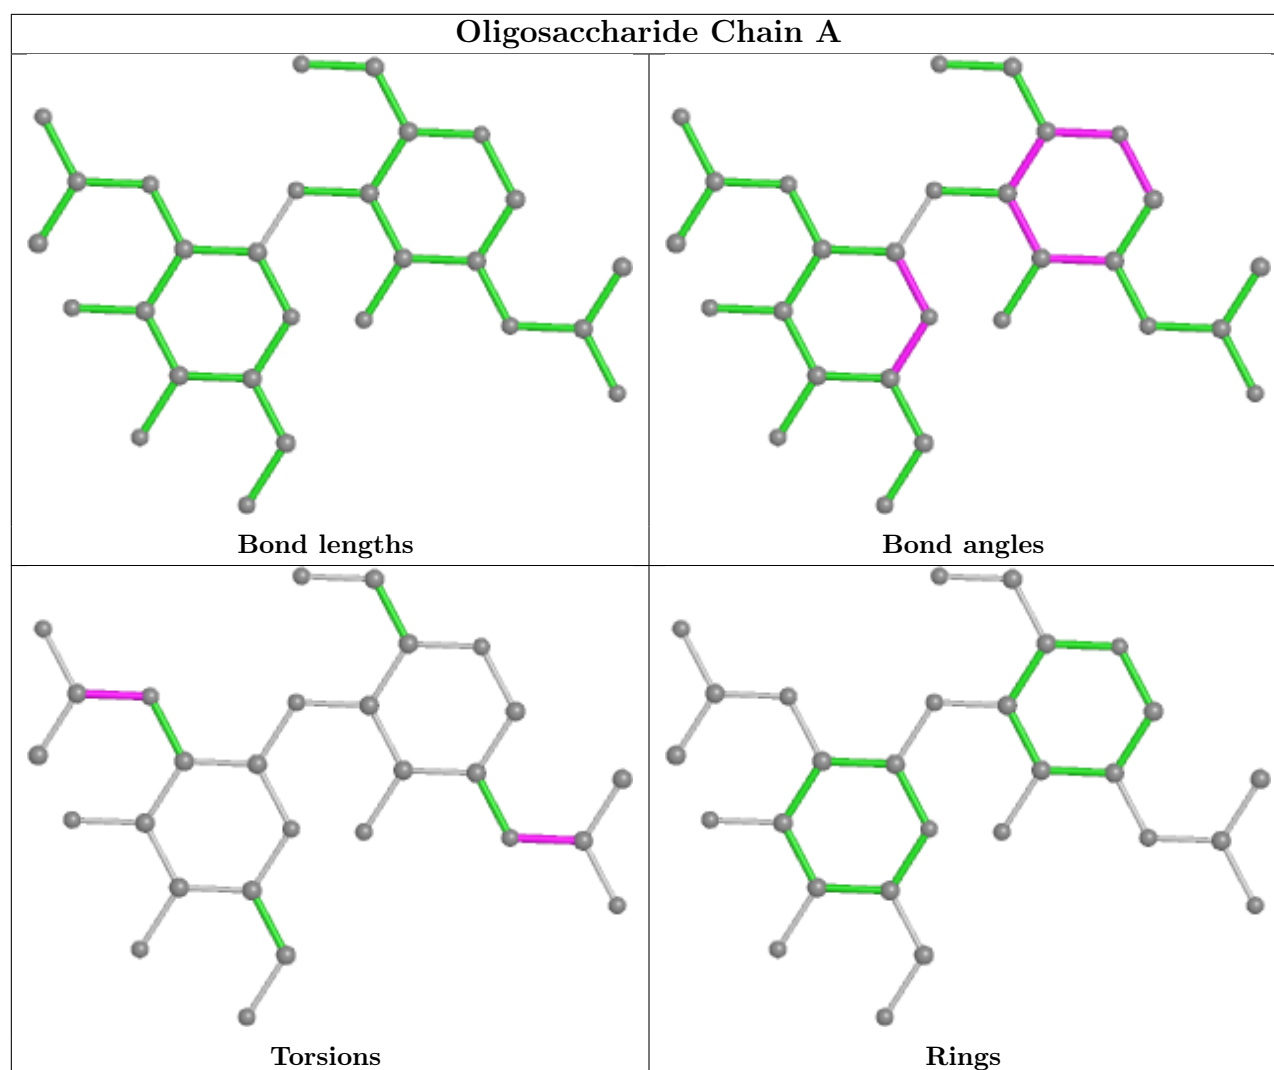 Oligosaccharide Chain A
Bond lengths
Bond angles
Torsions
Rings